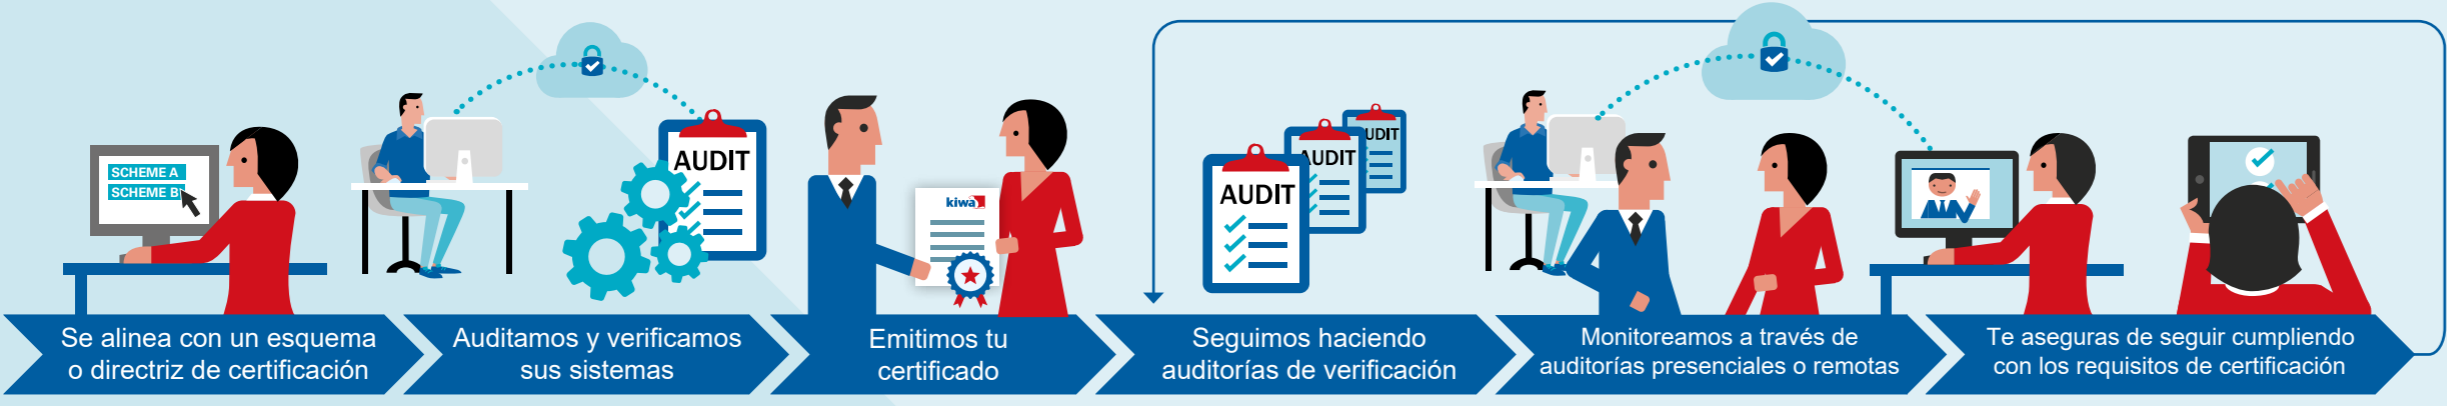 SCHEME A
SCHEME B
AUDIT
kiwa
AUDIT
AUDIT
UDIT
Se alinea con un esquema
o directriz de certificación
Auditamos y verificamos
sus sistemas
Emitimos tu
certificado
Seguimos haciendo
auditorías de verificación
Monitoreamos a través de
auditorías presenciales o remotas
Te aseguras de seguir cumpliendo
con los requisitos de certificación